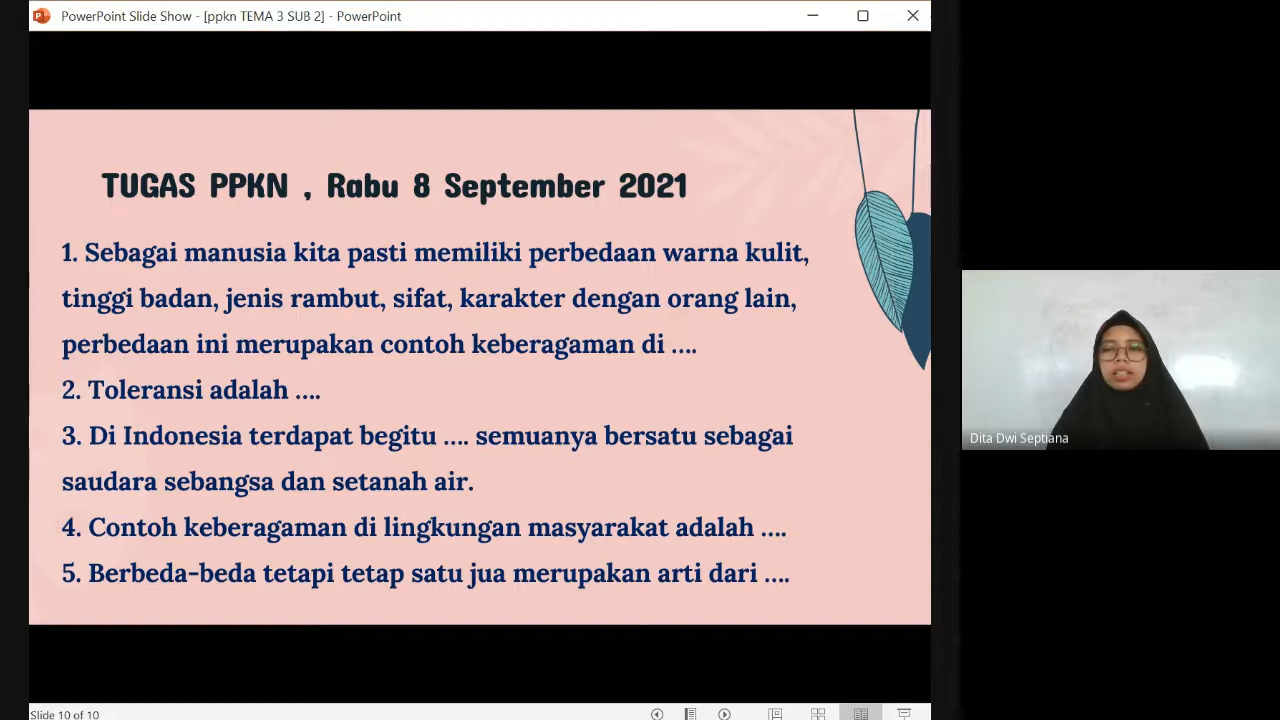 PowerPoint Slide Show - [ppkn TEMA 3 SUB 2] - PowerPoint
TUGAS PPKN , Rabu 8 September 2021
1. Sebagai manusia kita pasti memiliki perbedaan warna kulit,
tinggi badan, jenis rambut, sifat, karakter dengan orang lain,
perbedaan ini merupakan contoh keberagaman di ....
2. Toleransi adalah ....
3. Di Indonesia terdapat begitu .... semuanya bersatu sebagai
saudara sebangsa dan setanah air.
4. Contoh keberagaman di lingkungan masyarakat adalah ....
5. Berbeda-beda tetapi tetap satu jua merupakan arti dari ....
Dita Dwi Septiana
Slide 10 of 10